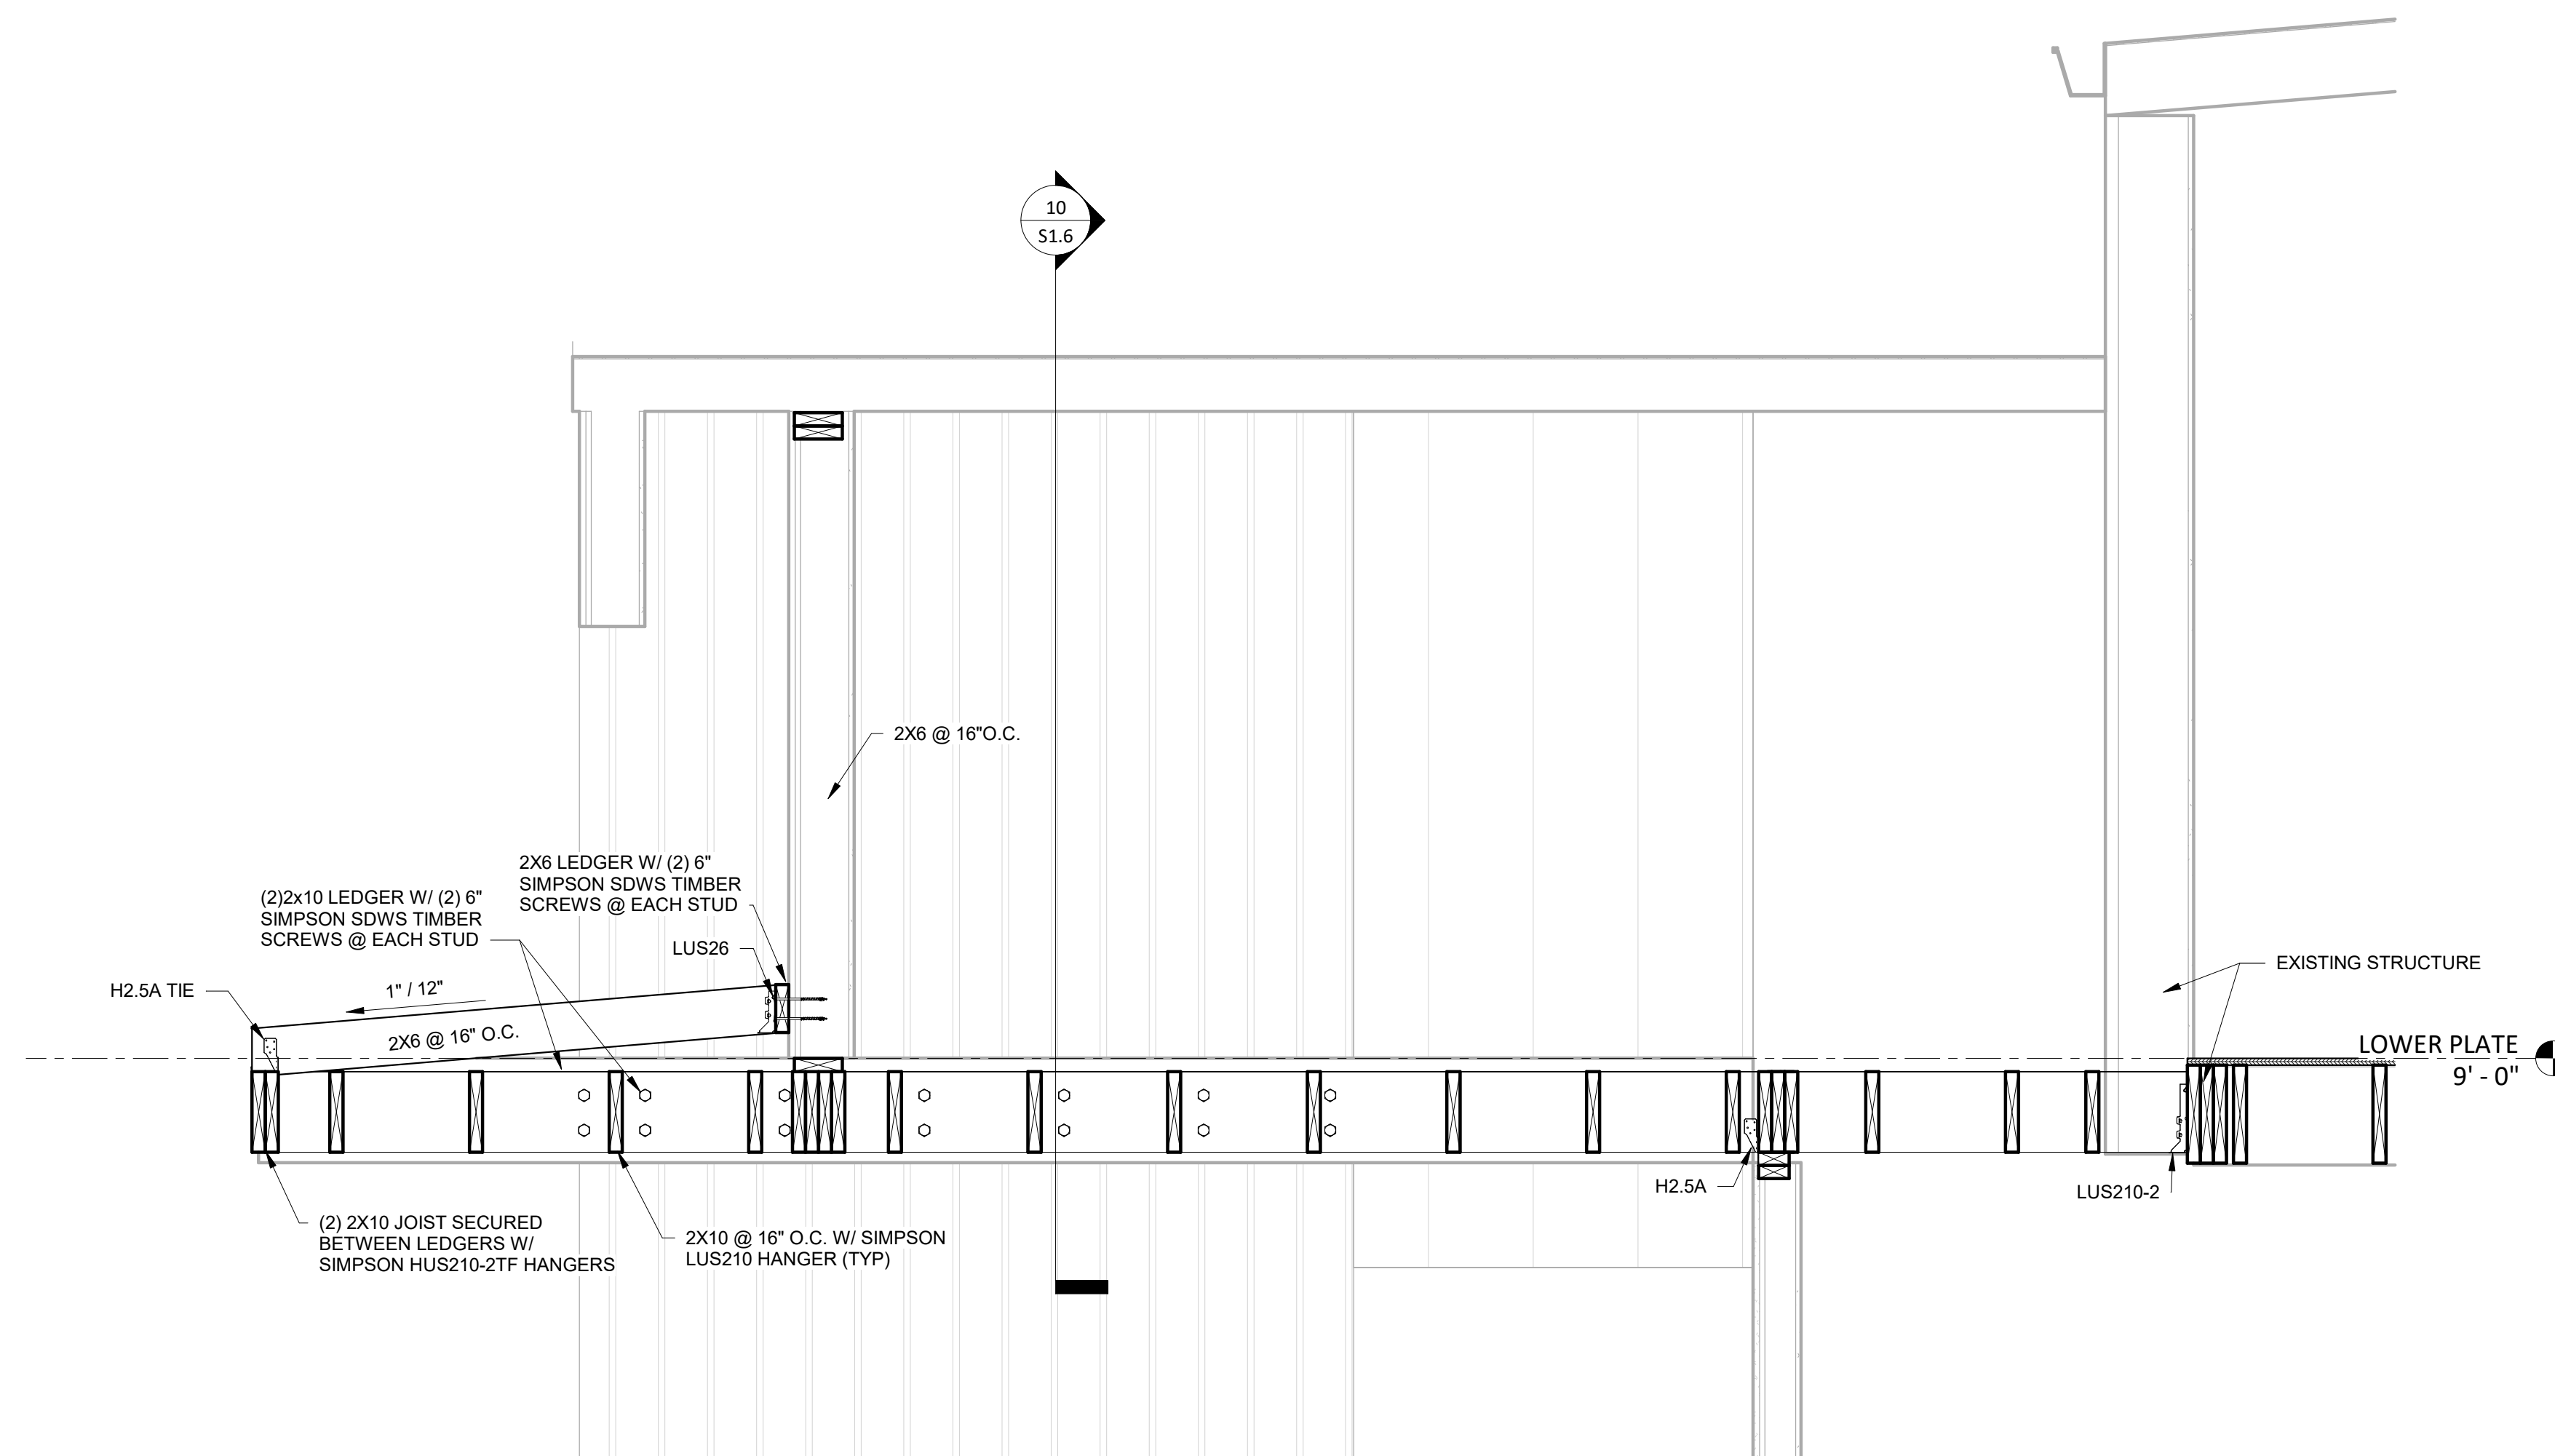 10
S1.6
2X6 @ 16"O.C.
2X6 LEDGER W/ (2) 6"
SIMPSON SDWS TIMBER
SCREWS @ EACH STUD
(2)2x10 LEDGER W/ (2) 6"
SIMPSON SDWS TIMBER
SCREWS @ EACH STUD
LUS26
H2.5A TIE
1" / 12"
2X6 @ 16" O.C.
EXISTING STRUCTURE
LOWER PLATE
9' - 0"
H2.5A
LUS210-2
(2) 2X10 JOIST SECURED
BETWEEN LEDGERS W/
SIMPSON HUS210-2TF HANGERS
2X10 @ 16" O.C. W/ SIMPSON
LUS210 HANGER (TYP)